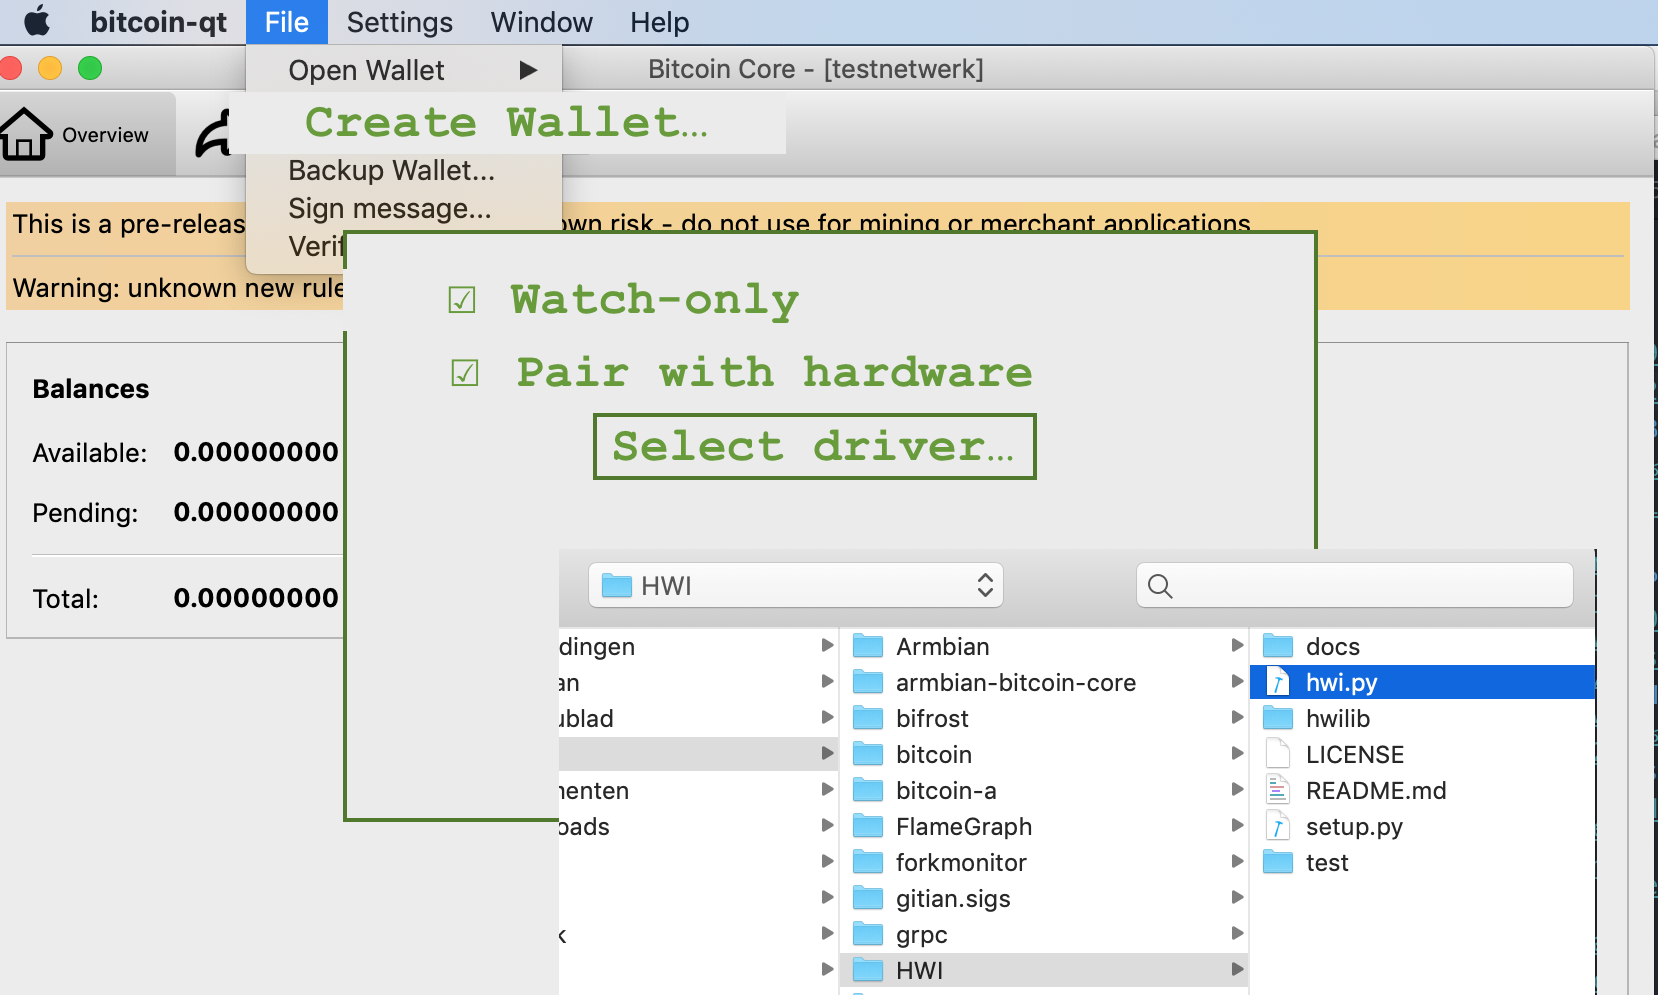 bitcoin-qt File Settings Window Help
Open Wallet
Bitcoin Core - [testnetwerk]
Overview
Create Wallet…
Backup Wallet...
Sign message...
This is a pre-releas
own risk - do not use for mining or merchant applications
Verif
Warning: unknown new rule
☑ Watch-only
☑ Pair with hardware
Select driver…
Balances
Available: 0.00000000
Pending: 0.00000000
Total: 0.00000000
HWI
dingen
an
ublad
menten
oads
k
Armbian
armbian-bitcoin-core
bifrost
bitcoin
bitcoin-a
FlameGraph
forkmonitor
gitian.sigs
grpc
HWI
docs
hwi.py
hwilib
LICENSE
README.md
setup.py
test